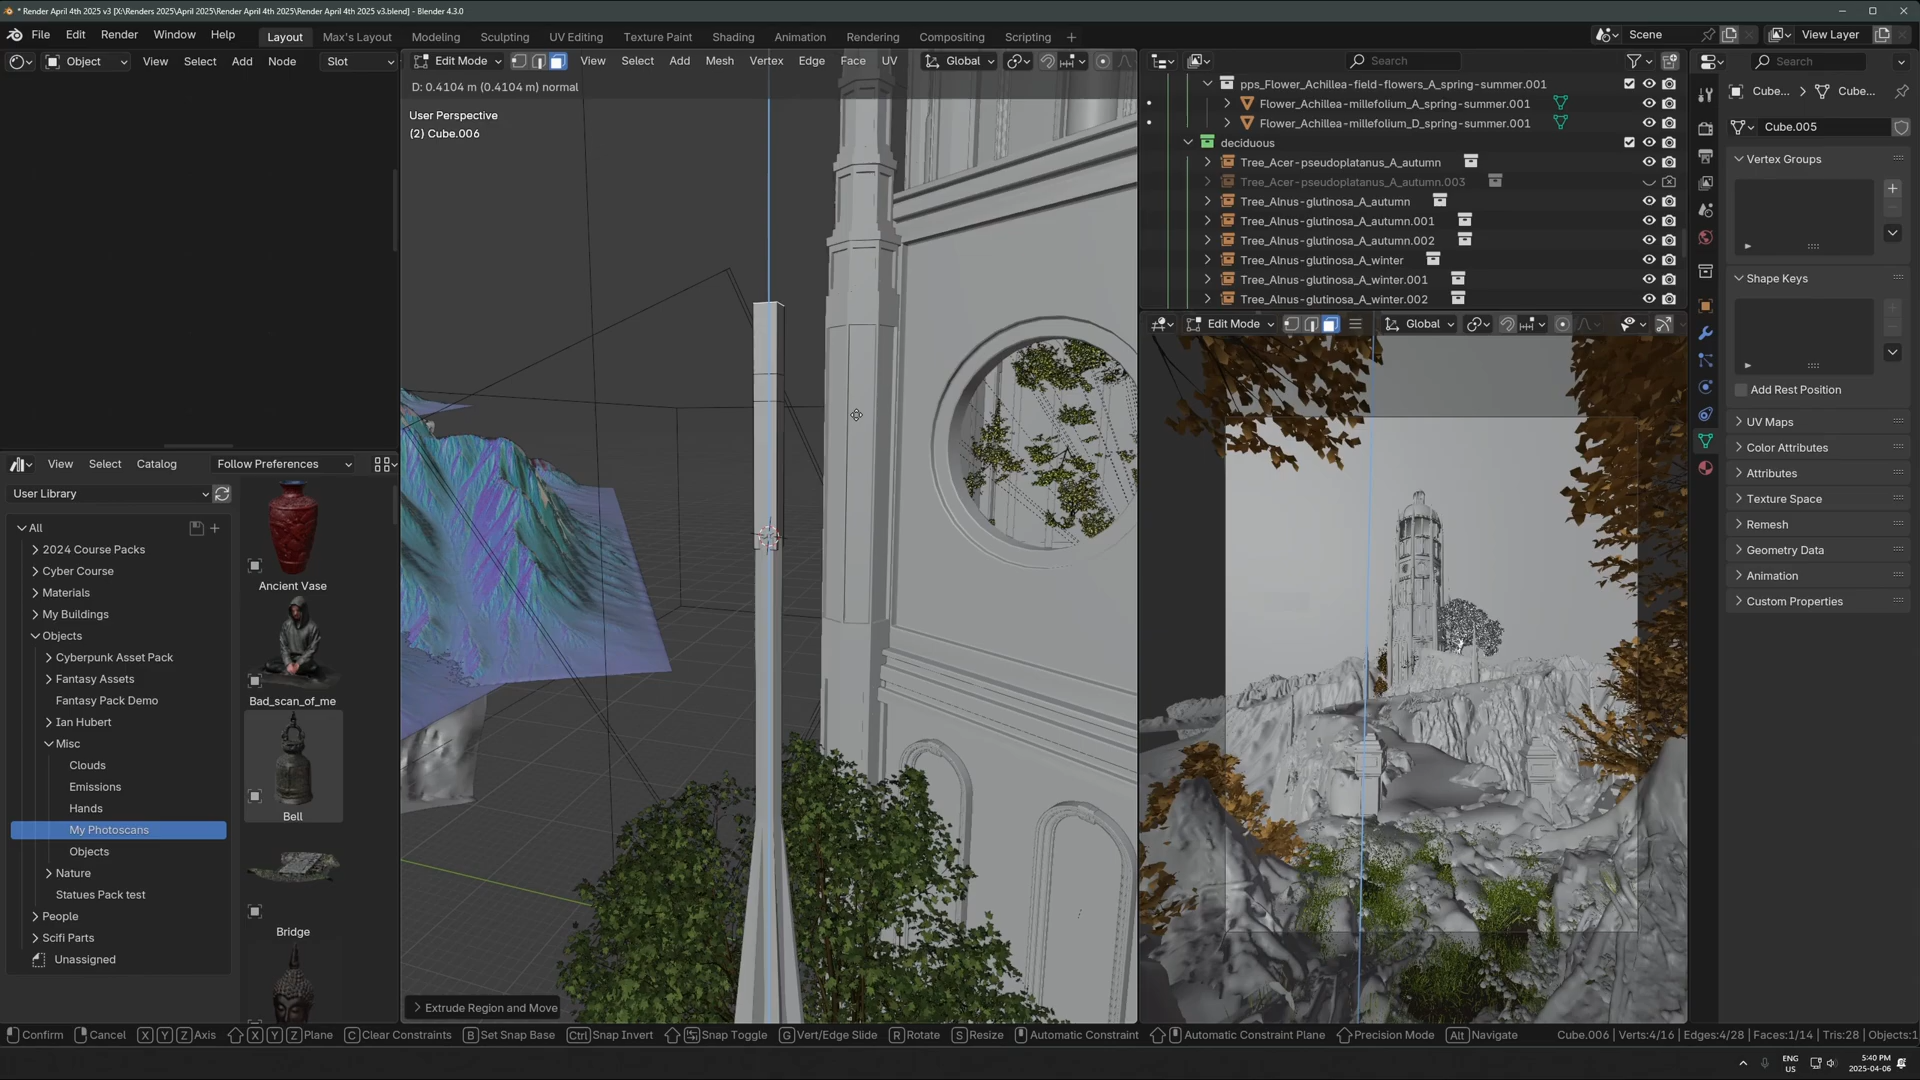 * Render April 4th 2025 v3 [X:\Renders 2025\April 2025\Render April 4th 2025\Render April 4th 2025 v3.blend] - Blender 4.3.0
File Edit Render Window Help Layout Max's Layout Modeling Sculpting UV Editing Texture Paint Shading Animation Rendering Compositing Scripting + Scene View Layer
Object View Select Add Node Slot
Edit Mode View Select Add Mesh Vertex Edge Face UV Global
D: 0.4104 m (0.4104 m) normal
User Perspective
(2) Cube.006
Extrude Region and Move
View Select Catalog Follow Preferences
User Library
All
2024 Course Packs
Cyber Course
Materials
My Buildings
Objects
Cyberpunk Asset Pack
Fantasy Assets
Fantasy Pack Demo
Ian Hubert
Misc
Clouds
Emissions
Hands
My Photoscans
Objects
Nature
Statues Pack test
People
Scifi Parts
Unassigned
Ancient Vase
Bad_scan_of_me
Bell
Bridge
Search
pps_Flower_Achillea-field-flowers_A_spring-summer.001
Flower_Achillea-millefolium_A_spring-summer.001
Flower_Achillea-millefolium_D_spring-summer.001
deciduous
Tree_Acer-pseudoplatanus_A_autumn
Tree_Acer-pseudoplatanus_A_autumn.003
Tree_Alnus-glutinosa_A_autumn
Tree_Alnus-glutinosa_A_autumn.001
Tree_Alnus-glutinosa_A_autumn.002
Tree_Alnus-glutinosa_A_winter
Tree_Alnus-glutinosa_A_winter.001
Tree_Alnus-glutinosa_A_winter.002
Edit Mode Global
Search
Cube... Cube...
Cube.005
Vertex Groups
Shape Keys
Add Rest Position
UV Maps
Color Attributes
Attributes
Texture Space
Remesh
Geometry Data
Animation
Custom Properties
Confirm Cancel X Y Z Axis X Y Z Plane C Clear Constraints B Set Snap Base Ctrl Snap Invert Snap Toggle G Vert/Edge Slide R Rotate S Resize Automatic Constraint Automatic Constraint Plane Precision Mode Alt Navigate Cube.006 | Verts:4/16 | Edges:4/28 | Faces:1/14 | Tris:28 | Objects:1
ENG
US
5:40 PM
2025-04-06